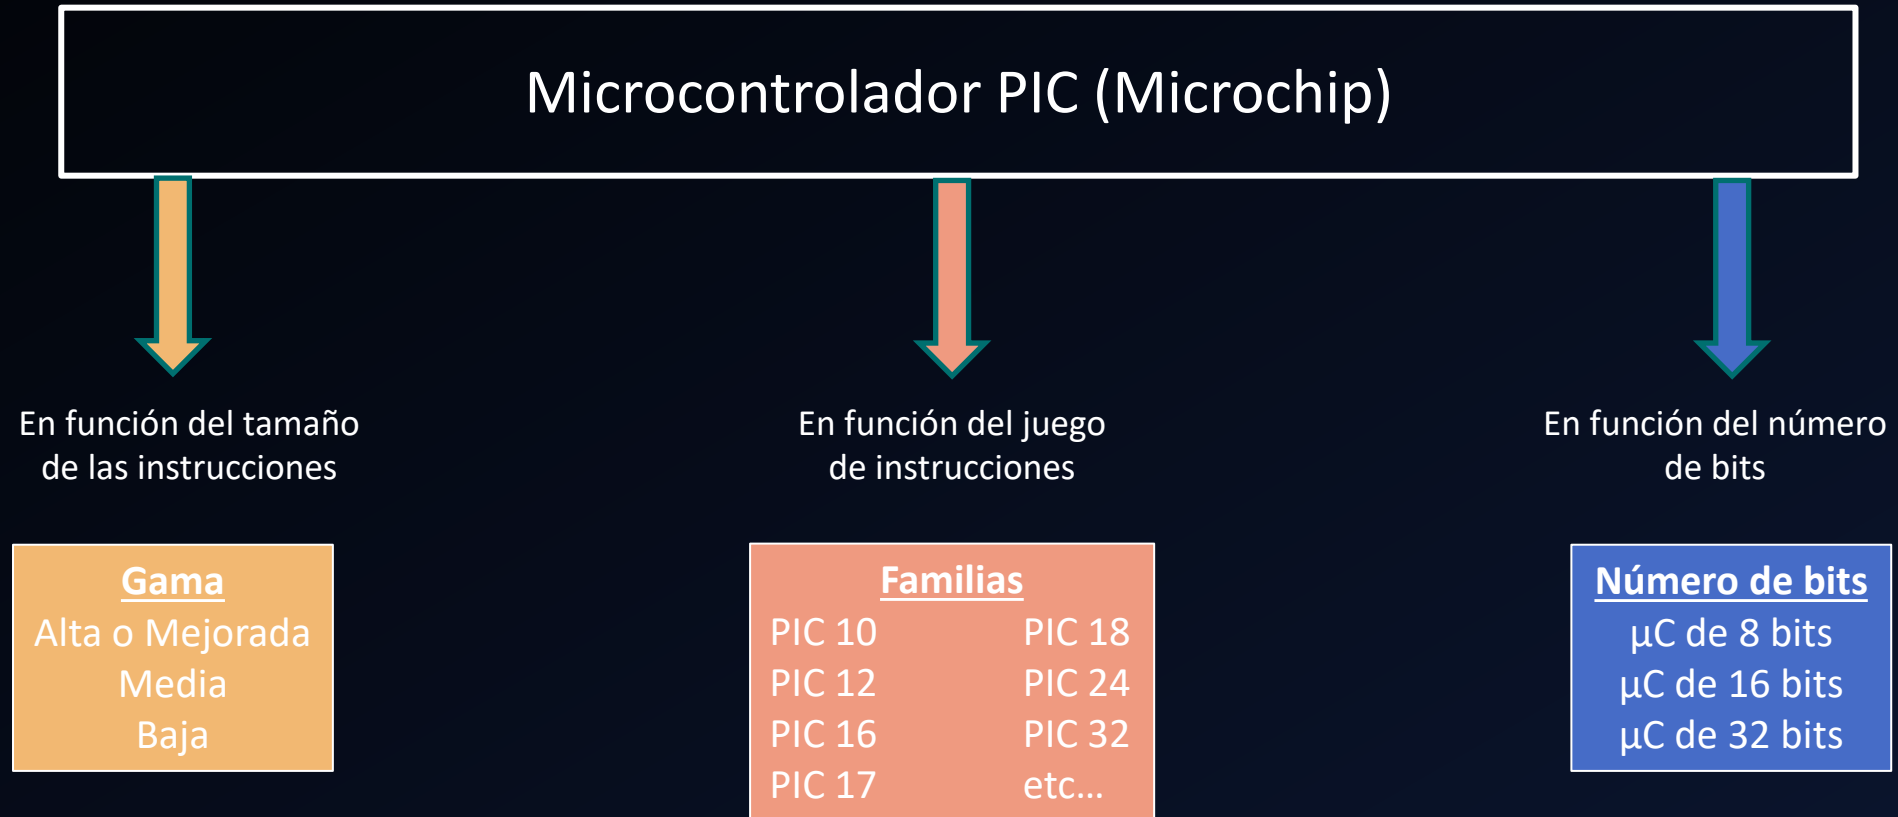 Microcontrolador PIC (Microchip)
En función del tamaño
de las instrucciones
Gama
Alta o Mejorada
Media
Baja
En función del juego
de instrucciones
Familias
PIC 10 PIC 18
PIC 12 PIC 24
PIC 16 PIC 32
PIC 17 etc...
En función del número
de bits
Número de bits
μC de 8 bits
μC de 16 bits
μC de 32 bits